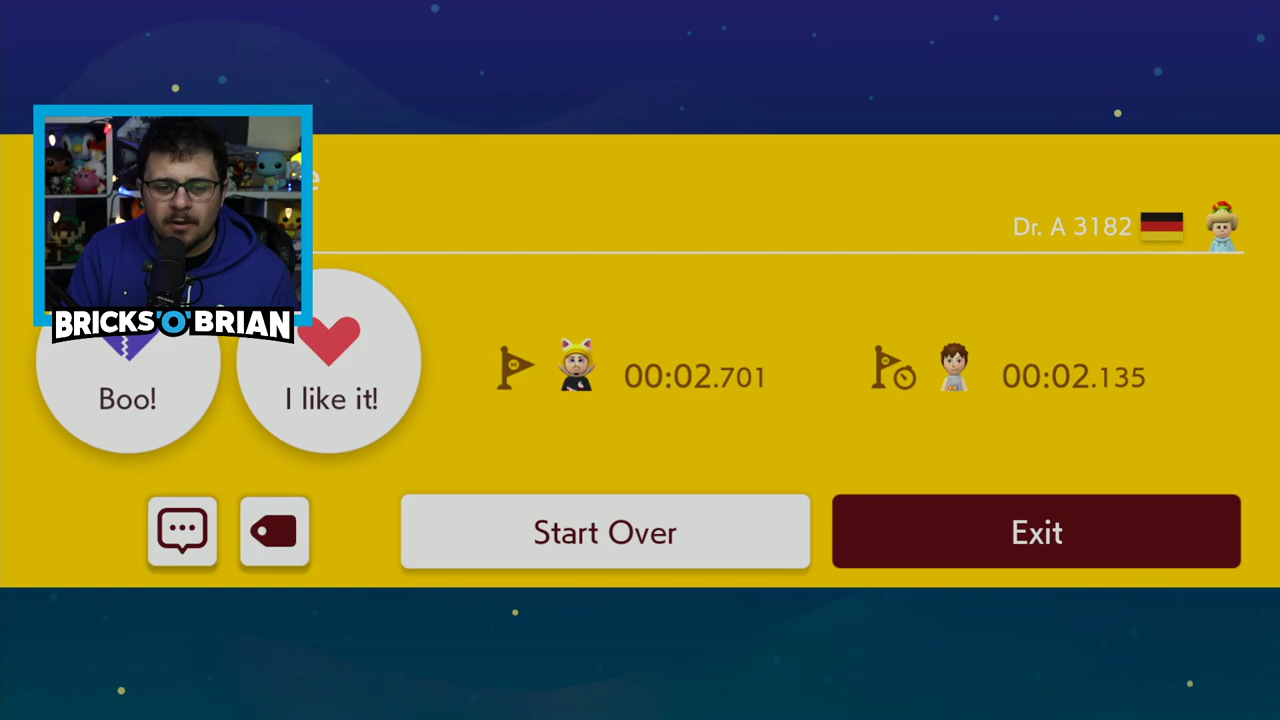 Dr. A 3182
BRICKS'O'BRIAN
Boo!
I like it!
M
00:02.701
M
00:02.135
Start Over
Exit